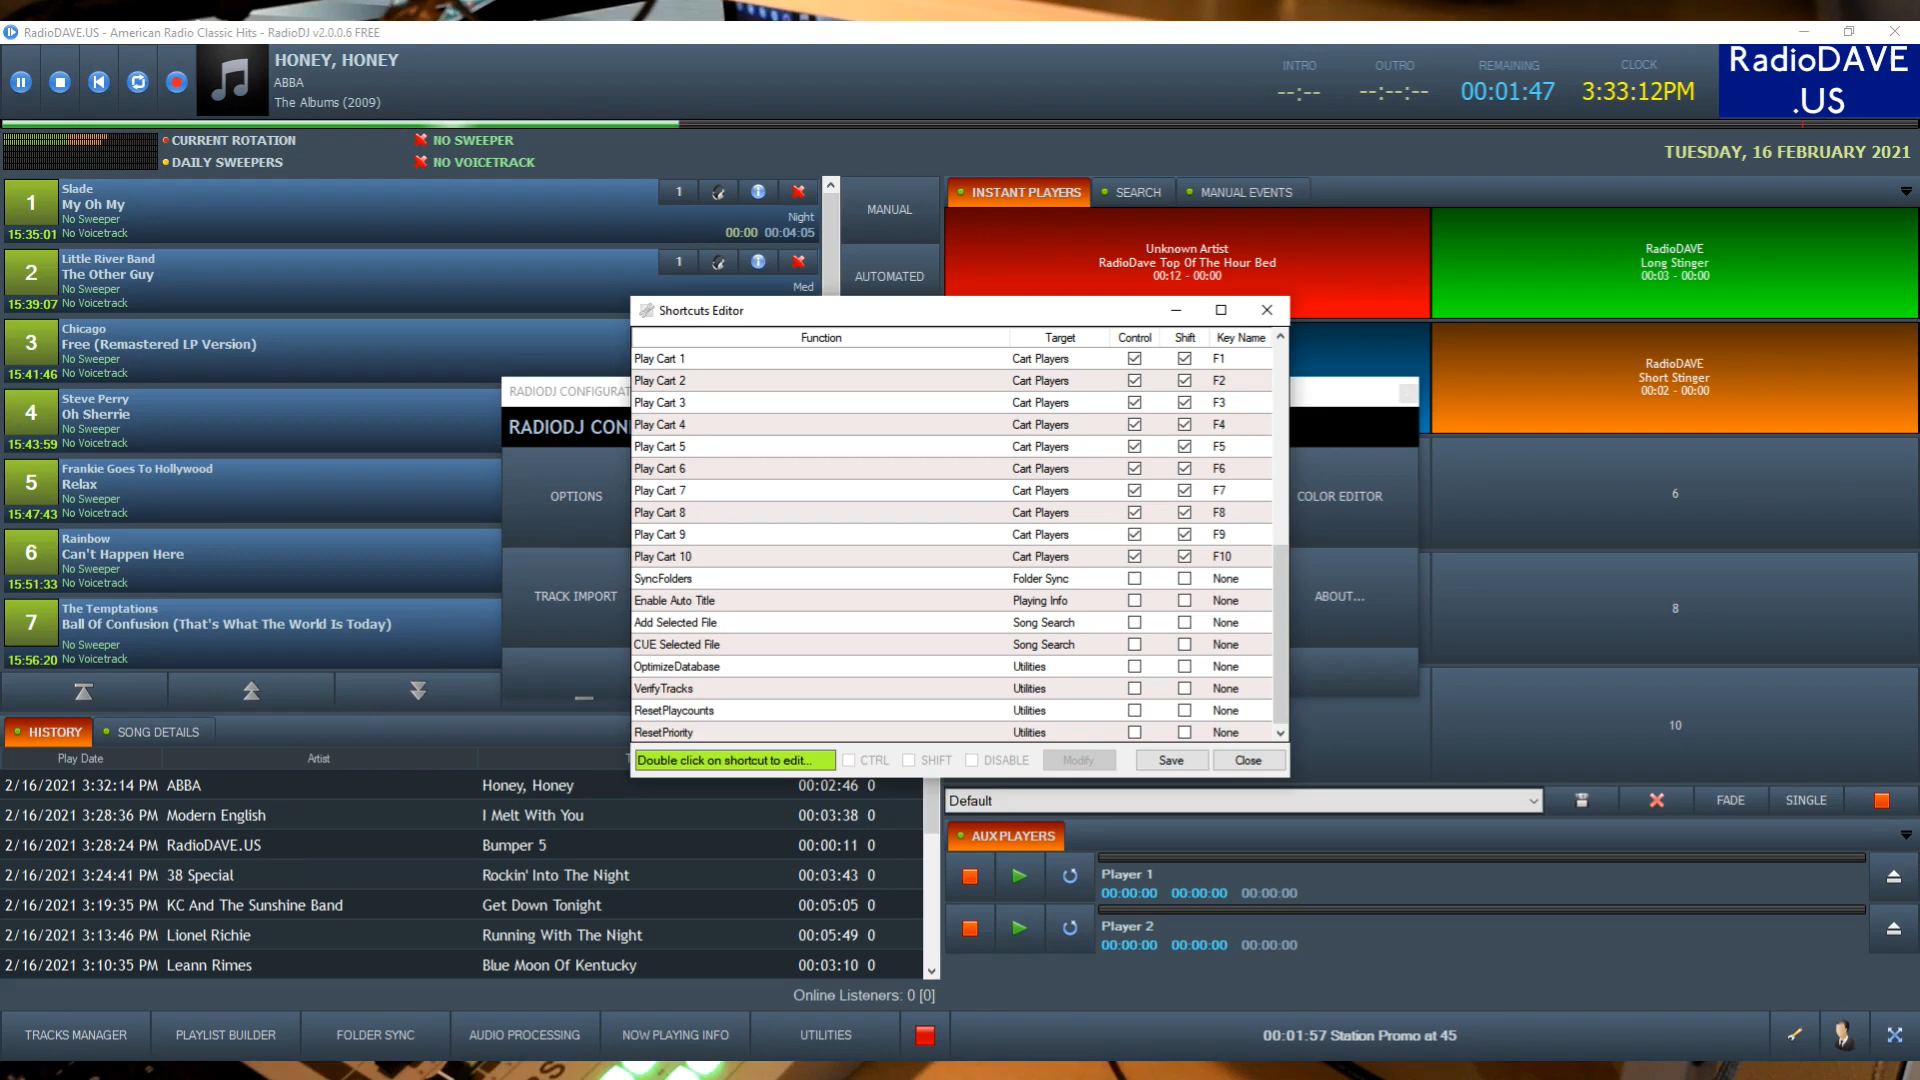 RadioDAVE.US - American Radio Classic Hits - RadioDJ v2.0.0.6 FREE
HONEY, HONEY
ABBA
The Albums (2009)
INTRO
--:--
OUTRO
--:--:--
REMAINING
00:01:47
CLOCK
3:33:12PM
RadioDAVE
.US
CURRENT ROTATION
NO SWEEPER
DAILY SWEEPERS
NO VOICETRACK
TUESDAY, 16 FEBRUARY 2021
1
Slade
My Oh My
No Sweeper
15:35:01 No Voicetrack
1
Night
00:00 00:04:05
2
Little River Band
The Other Guy
No Sweeper
15:39:07 No Voicetrack
1
Med
3
Chicago
Free (Remastered LP Version)
No Sweeper
15:41:46 No Voicetrack
4
Steve Perry
Oh Sherrie
No Sweeper
15:43:59 No Voicetrack
5
Frankie Goes To Hollywood
Relax
No Sweeper
15:47:43 No Voicetrack
6
Rainbow
Can't Happen Here
No Sweeper
15:51:33 No Voicetrack
7
The Temptations
Ball Of Confusion (That's What The World Is Today)
No Sweeper
15:56:20 No Voicetrack
MANUAL
AUTOMATED
INSTANT PLAYERS
SEARCH
MANUAL EVENTS
Unknown Artist
RadioDave Top Of The Hour Bed
00:12 - 00:00
RadioDAVE
Long Stinger
00:03 - 00:00
RadioDAVE
Short Stinger
00:02 - 00:00
6
8
10
RADIODJ CONFIGURAT
RADIODJ CON
OPTIONS
TRACK IMPORT
COLOR EDITOR
ABOUT...
Shortcuts Editor
Function Target Control Shift Key Name
Play Cart 1 Cart Players F1
Play Cart 2 Cart Players F2
Play Cart 3 Cart Players F3
Play Cart 4 Cart Players F4
Play Cart 5 Cart Players F5
Play Cart 6 Cart Players F6
Play Cart 7 Cart Players F7
Play Cart 8 Cart Players F8
Play Cart 9 Cart Players F9
Play Cart 10 Cart Players F10
SyncFolders Folder Sync None
Enable Auto Title Playing Info None
Add Selected File Song Search None
CUE Selected File Song Search None
OptimizeDatabase Utilities None
VerifyTracks Utilities None
ResetPlaycounts Utilities None
ResetPriority Utilities None
Double click on shortcut to edit... CTRL SHIFT DISABLE Modify Save Close
HISTORY
SONG DETAILS
Play Date Artist T
2/16/2021 3:32:14 PM ABBA Honey, Honey 00:02:46 0
2/16/2021 3:28:36 PM Modern English I Melt With You 00:03:38 0
2/16/2021 3:28:24 PM RadioDAVE.US Bumper 5 00:00:11 0
2/16/2021 3:24:41 PM 38 Special Rockin' Into The Night 00:03:43 0
2/16/2021 3:19:35 PM KC And The Sunshine Band Get Down Tonight 00:05:05 0
2/16/2021 3:13:46 PM Lionel Richie Running With The Night 00:05:49 0
2/16/2021 3:10:35 PM Leann Rimes Blue Moon Of Kentucky 00:03:10 0
Online Listeners: 0 [0]
Default
FADE
SINGLE
AUX PLAYERS
Player 1
00:00:00 00:00:00 00:00:00
Player 2
00:00:00 00:00:00 00:00:00
TRACKS MANAGER
PLAYLIST BUILDER
FOLDER SYNC
AUDIO PROCESSING
NOW PLAYING INFO
UTILITIES
00:01:57 Station Promo at 45